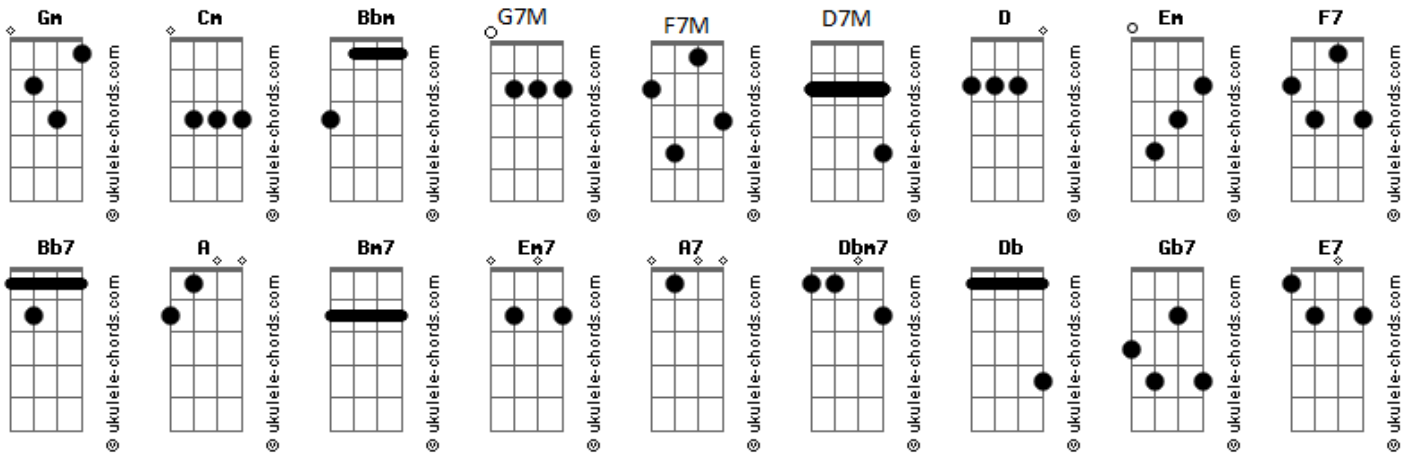 Gm Cm Bbm G7M F7M D7M D Em F7
© ukulele-chords.com © ukulele-chords.com © ukulele-chords.com © ukulele-chords.com © ukulele-chords.com © ukulele-chords.com © ukulele-chords.com © ukulele-chords.com © ukulele-chords.com
Bb7 A Bm7 Em7 A7 Dbm7 Db Gb7 E7
© ukulele-chords.com © ukulele-chords.com © ukulele-chords.com © ukulele-chords.com © ukulele-chords.com © ukulele-chords.com © ukulele-chords.com © ukulele-chords.com © ukulele-chords.com